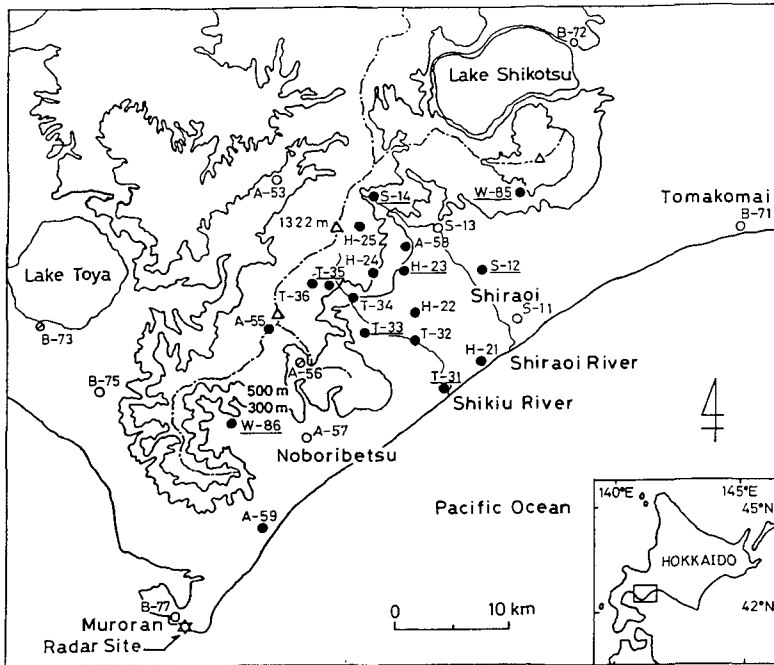 B-72
Lake Shikotsu
A-53
S-14
W-85
Tomakomai
B-71
1322 m
H-25
S-13
A-58
Lake Toya
T-35
H-24
H-23
S-12
T-36
T-34
H-22
Shiraoi
S-11
B-73
A-55
T-33
T-32
A-56
H-21
Shiraoi River
B-75
500 m
300 m
T-31
Shikiu River
W-86
A-57
Noboribetsu
A-59
Pacific Ocean
140°E
145°E
45°N
HOKKAIDO
42°N
B-77
Muroran
Radar Site
0
10 km